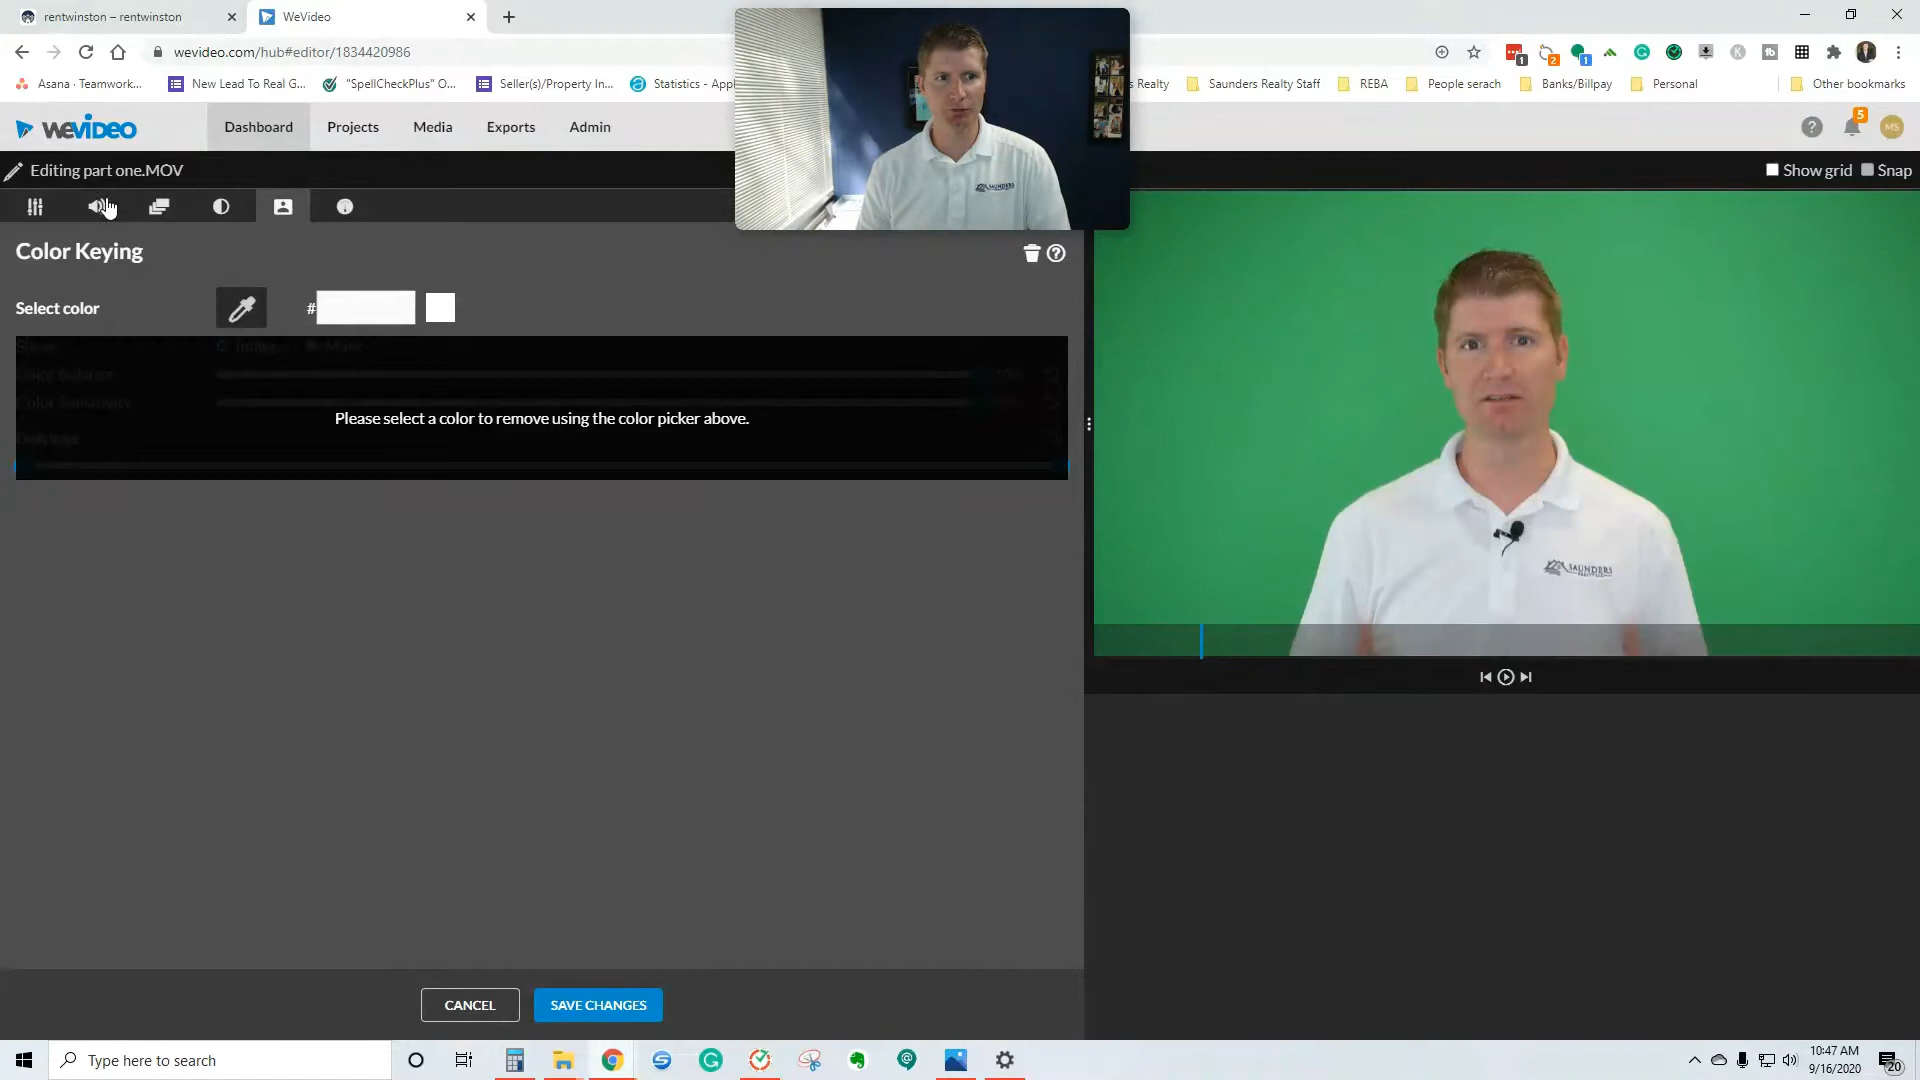 rentwinston – rentwinston
WeVideo
wevideo.com/hub#editor/1834420986
Asana · Teamwork...
New Lead To Real G...
"SpellCheckPlus" O...
Seller(s)/Property In...
Statistics - App
s Realty
Saunders Realty Staff
REBA
People serach
Banks/Billpay
Personal
Other bookmarks
WEVIDEO
Dashboard
Projects
Media
Exports
Admin
5
MS
Editing part one.MOV
Show grid
Snap
Color Keying
Select color
#
Please select a color to remove using the color picker above.
SAUNDERS
SAUNDERS
CANCEL
SAVE CHANGES
Type here to search
10:47 AM
9/16/2020
20